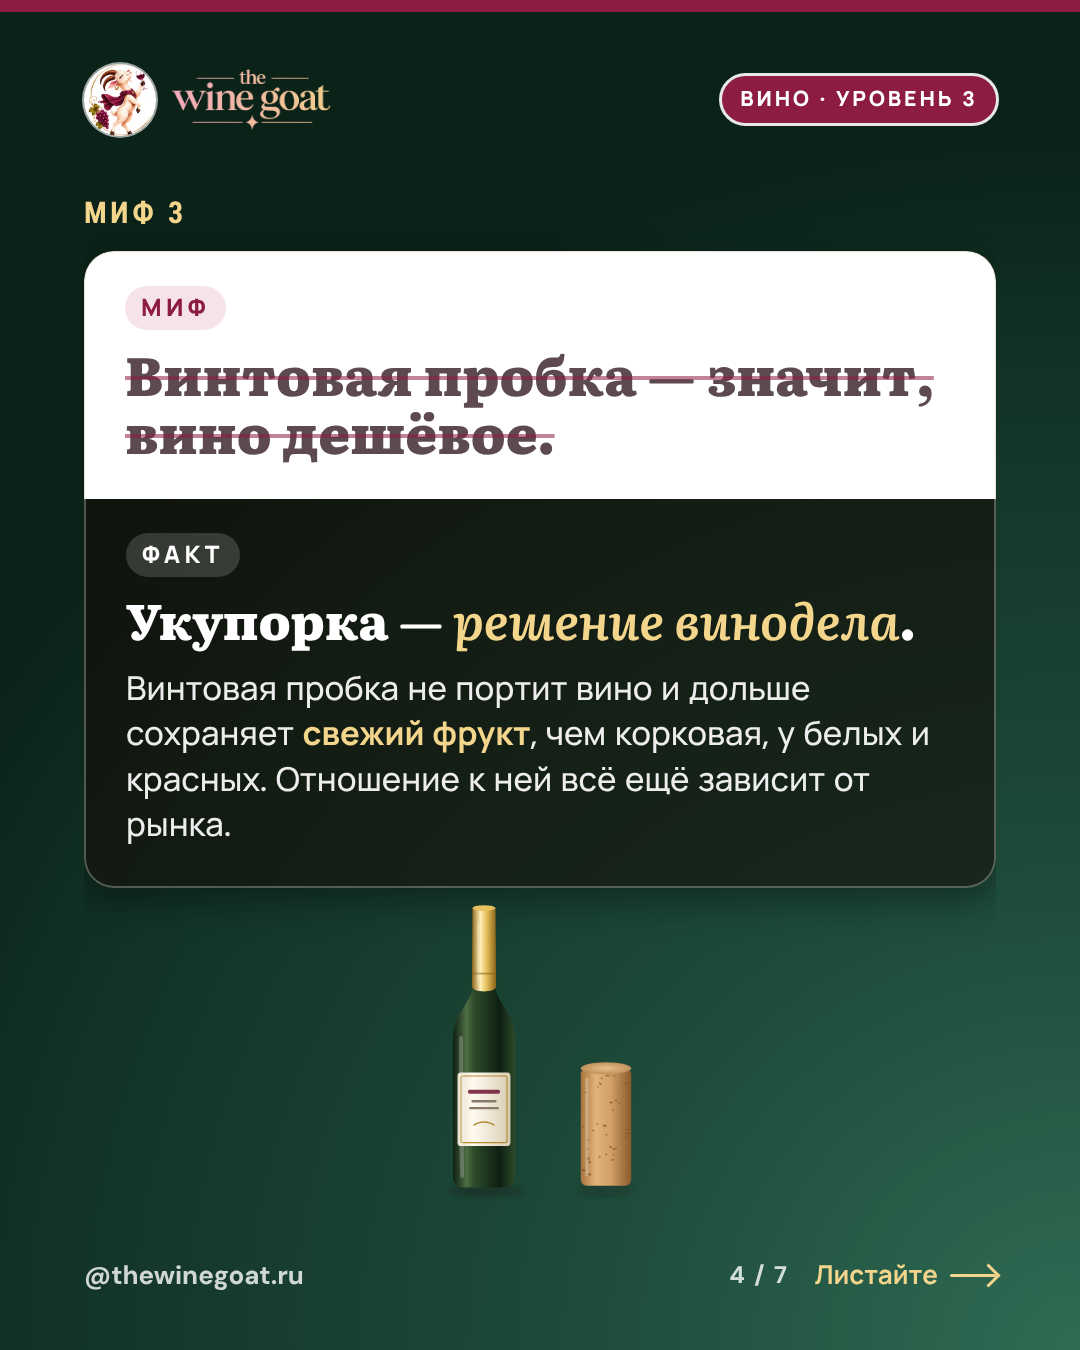 the
wine goat
ВИНО · УРОВЕНЬ 3
МИФ 3
МИФ
Винтовая пробка — значит,
вино дешёвое.
ФАКТ
Укупорка — решение винодела.
Винтовая пробка не портит вино и дольше
сохраняет свежий фрукт, чем корковая, у белых и
красных. Отношение к ней всё ещё зависит от
рынка.
@thewinegoat.ru
4 / 7
Листайте